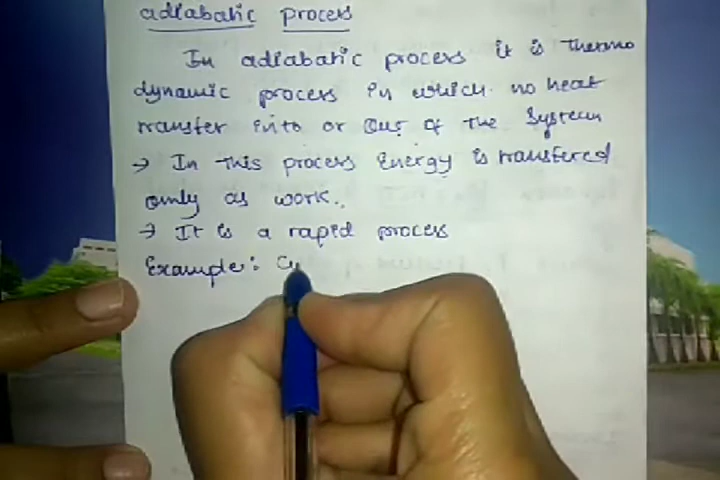 adiabatic process
In adiabatic process it is Thermo
dynamic process in which no heat
transfer into or Out of the System
→ In this process Energy is transfered
only as work.
→ It is a rapid process
Example: